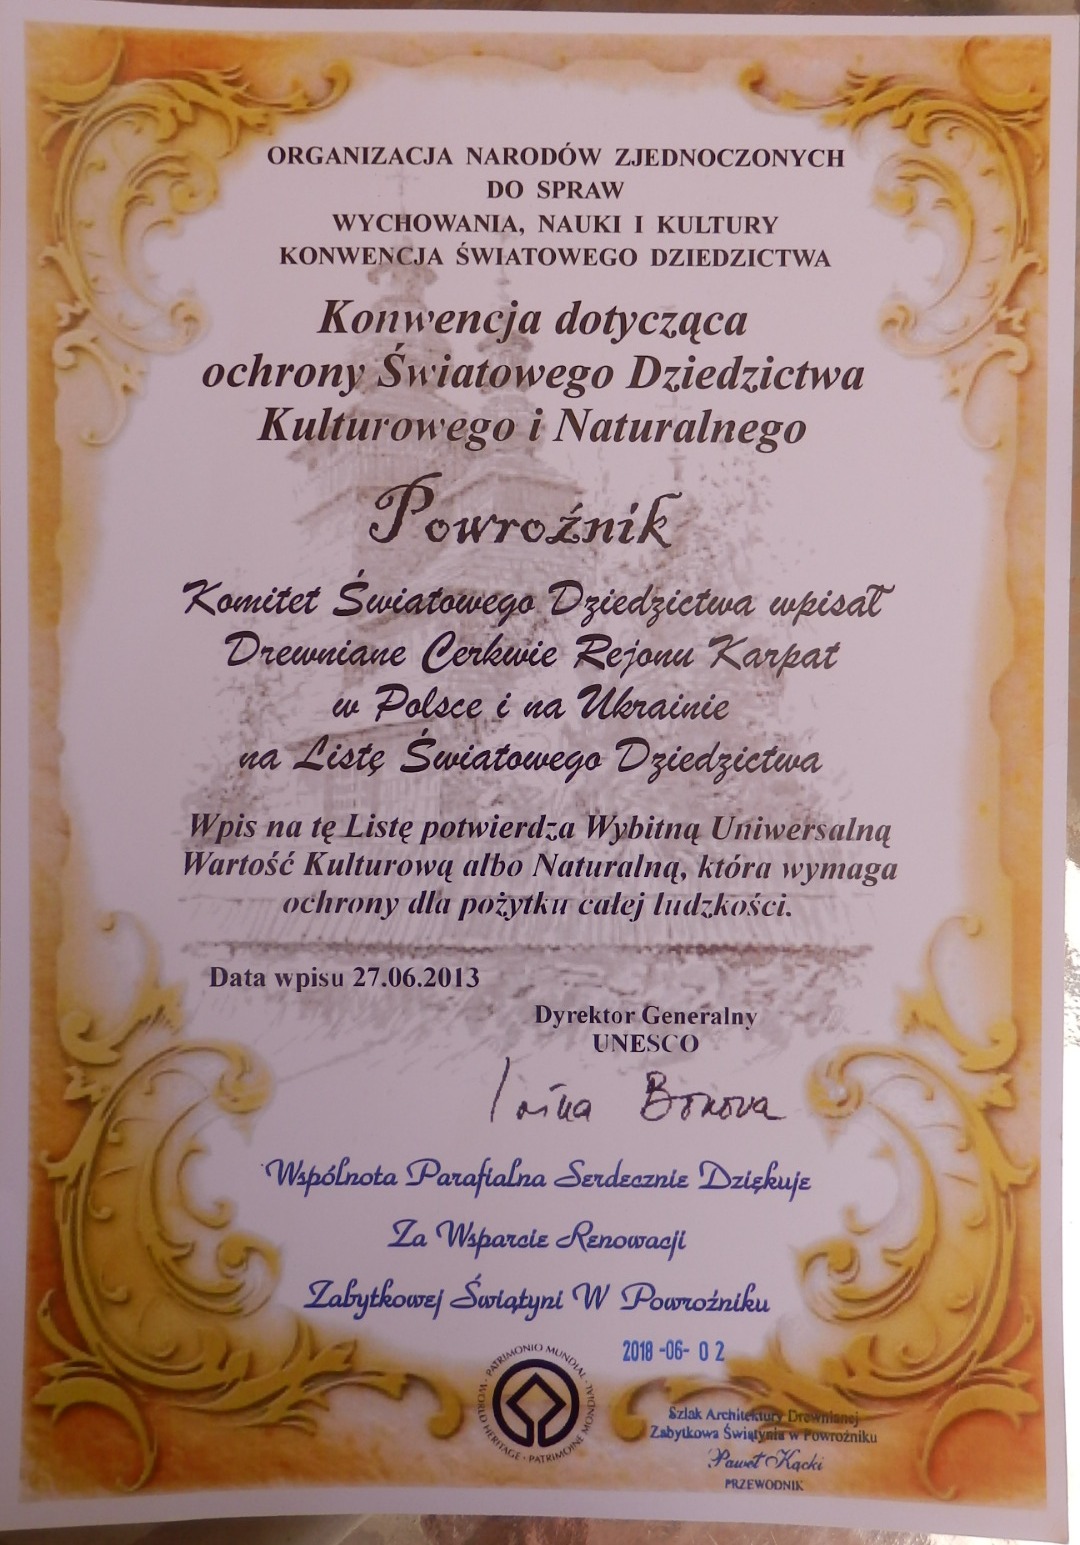 ORGANIZACJA NARODÓW ZJEDNOCZONYCH
DO SPRAW
WYCHOWANIA, NAUKI I KULTURY
KONWENCJA ŚWIATOWEGO DZIEDZICTWA
Konwencja dotycząca
ochrony Światowego Dziedzictwa
Kulturowego i Naturalnego
Powroźnik
Komitet Światowego Dziedzictwa wpisał
Drewniane Cerkwie Rejonu Karpat
w Polsce i na Ukrainie
na Listę Światowego Dziedzictwa
Wpis na tę Listę potwierdza Wybitną Uniwersalną
Wartość Kulturową albo Naturalną, która wymaga
ochrony dla pożytku całej ludzkości.
Data wpisu 27.06.2013
Dyrektor Generalny
UNESCO
Irina Bokova
Wspólnota Parafialna Serdecznie Dziękuje
Za Wsparcie Renowacji
Zabytkowej Świątyni W Powroźniku
2018 -06- 0 2
PATRIMONIO MUNDIAL · WORLD HERITAGE · PATRIMOINE MONDIAL ·
Szlak Architektury Drewnianej
Zabytkowa Świątynia w Powroźniku
Paweł Kącki
PRZEWODNIK